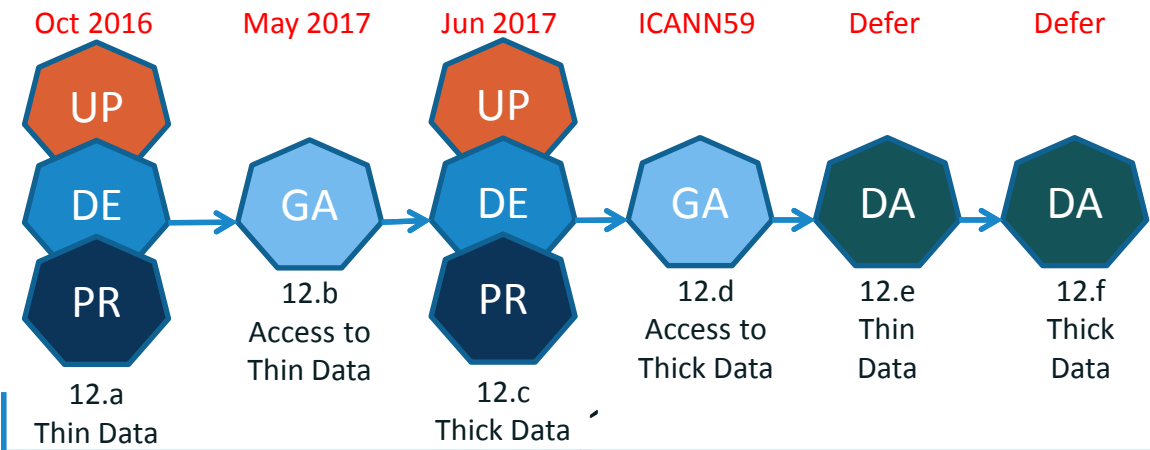 Oct 2016
May 2017
Jun 2017
ICANN59
Defer
Defer
UP
DE
PR
12.a
Thin Data
GA
12.b
Access to
Thin Data
UP
DE
PR
12.c
Thick Data
GA
12.d
Access to
Thick Data
DA
12.e
Thin
Data
DA
12.f
Thick
Data